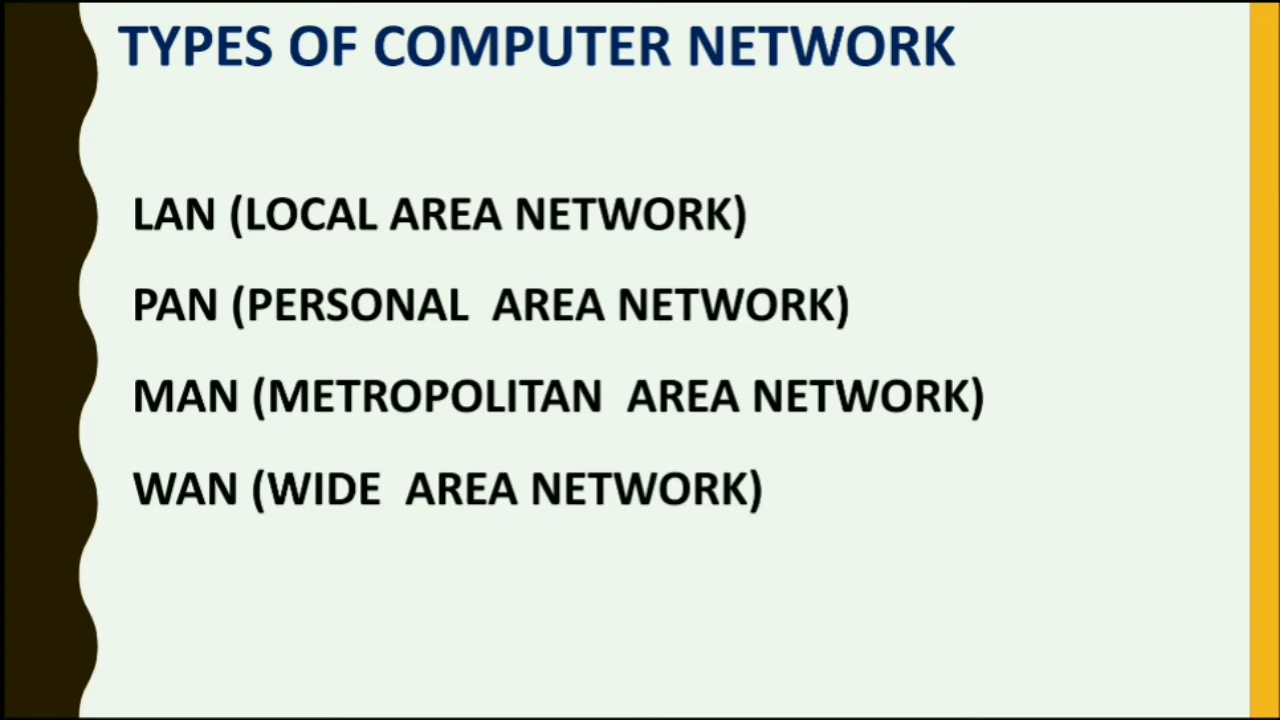 TYPES OF COMPUTER NETWORK
LAN (LOCAL AREA NETWORK)
PAN (PERSONAL  AREA NETWORK)
MAN (METROPOLITAN  AREA NETWORK)
WAN (WIDE  AREA NETWORK)